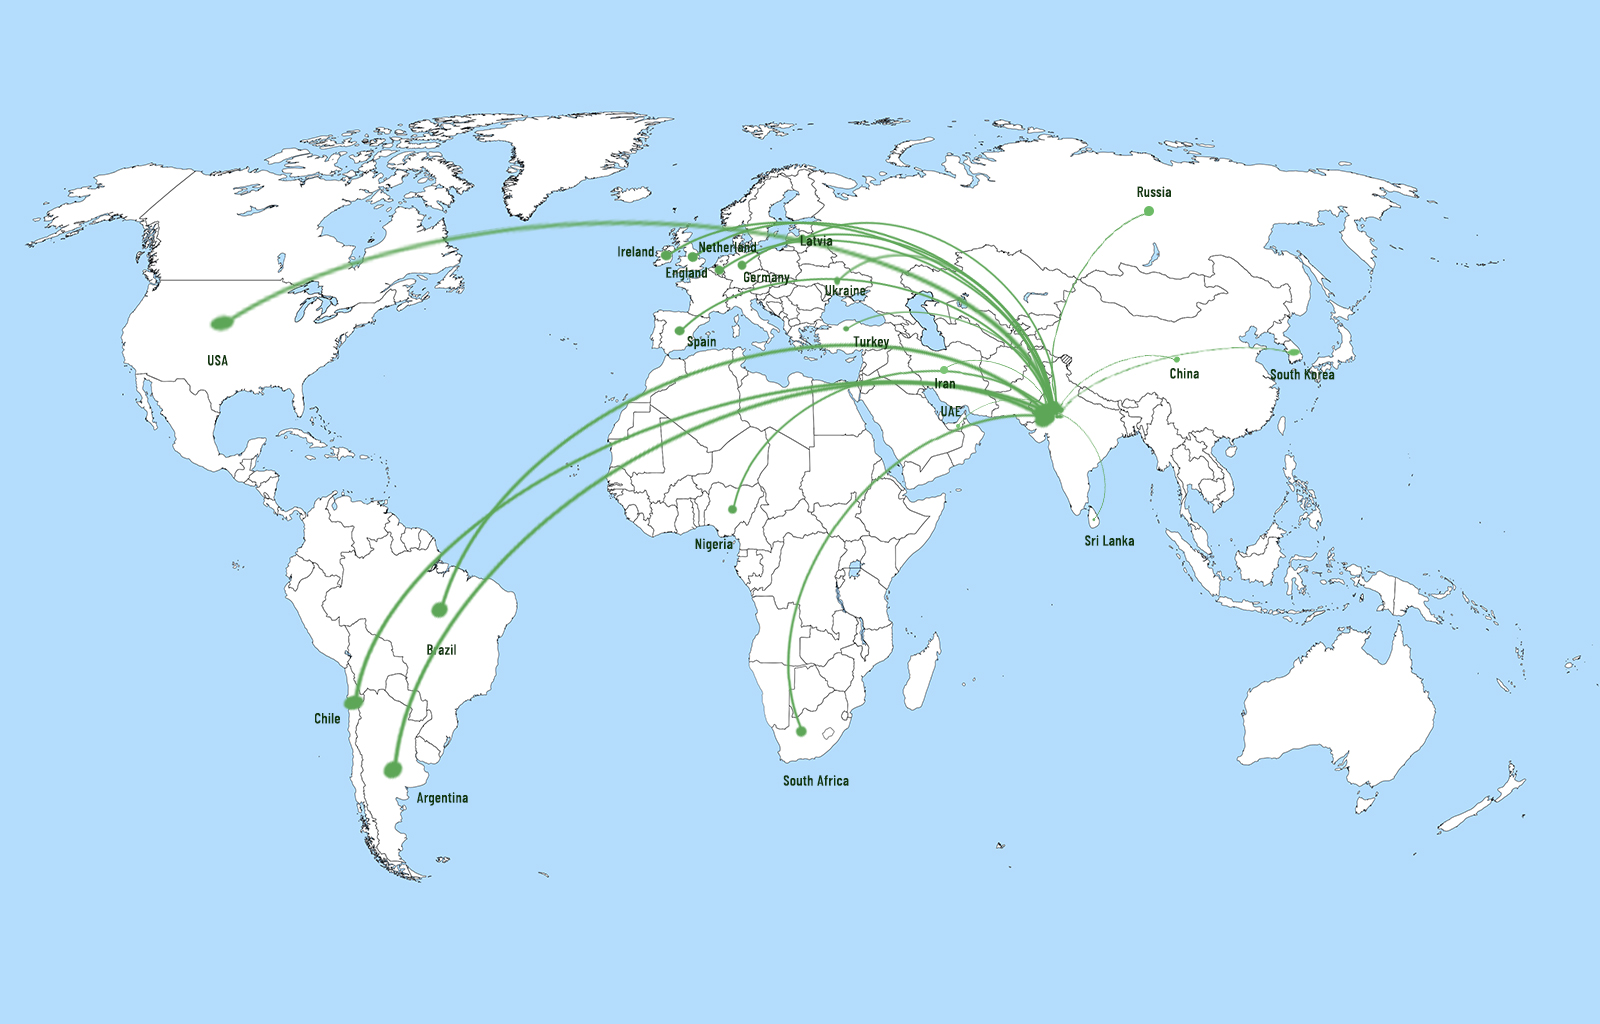 Russia
Latvia
Netherland
Ireland
England
Germany
Ukraine
Spain
Turkey
USA
China
South Korea
Iran
UAE
Sri Lanka
Nigeria
Brazil
Chile
South Africa
Argentina